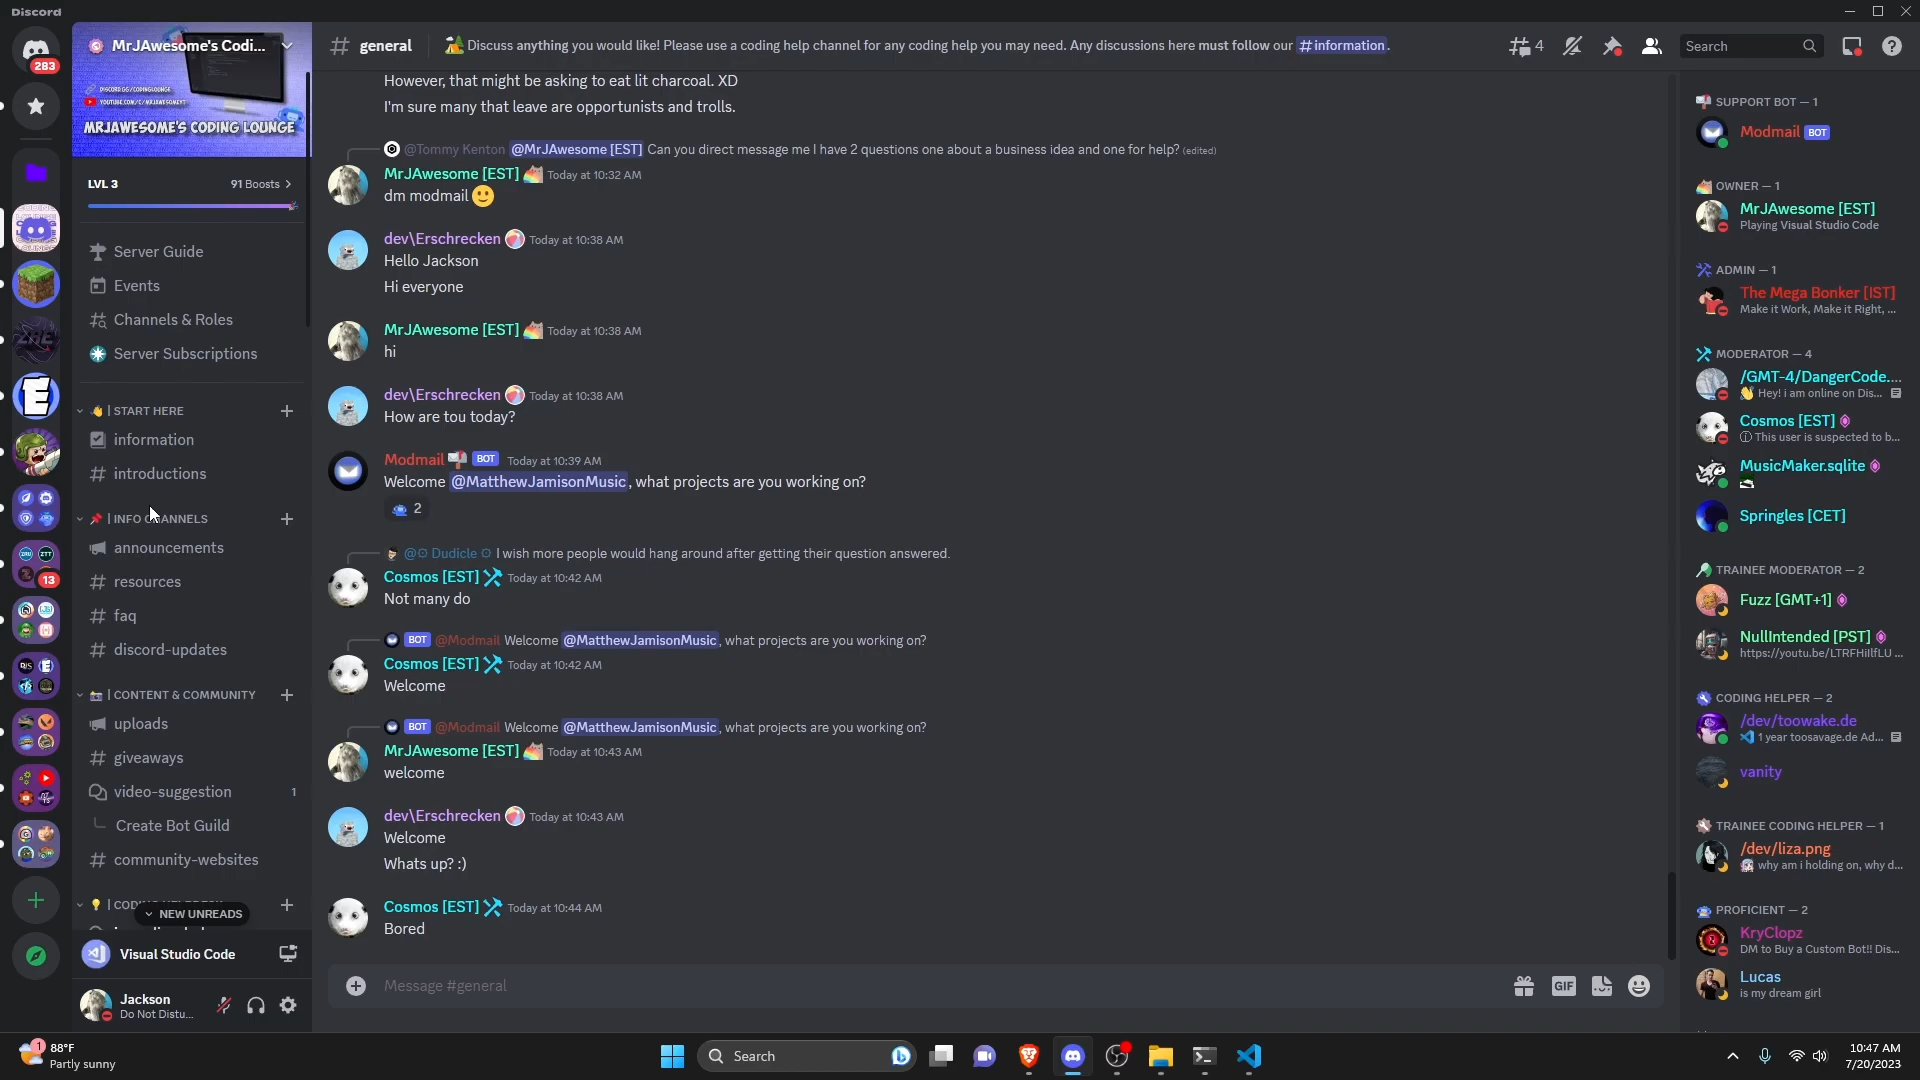 Discord
283
13
MrJAwesome's Codi...
DISCORD.GG/CODINGLOUNGE
YOUTUBE.COM/C/MRJAWESOMEYT
MRJAWESOME'S CODING LOUNGE
LVL 3
91 Boosts
Server Guide
Events
Channels & Roles
Server Subscriptions
| START HERE
information
introductions
| INFO CHANNELS
announcements
resources
faq
discord-updates
| CONTENT & COMMUNITY
uploads
giveaways
video-suggestion
1
Create Bot Guild
community-websites
NEW UNREADS
Visual Studio Code
Jackson
Do Not Distu...
general
Discuss anything you would like! Please use a coding help channel for any coding help you may need. Any discussions here must follow our # information.
4
Search
However, that might be asking to eat lit charcoal. XD
I'm sure many that leave are opportunists and trolls.
@Tommy Kenton @MrJAwesome [EST] Can you direct message me I have 2 questions one about a business idea and one for help? (edited)
MrJAwesome [EST] Today at 10:32 AM
dm modmail
dev\Erschrecken Today at 10:38 AM
Hello Jackson
Hi everyone
MrJAwesome [EST] Today at 10:38 AM
hi
dev\Erschrecken Today at 10:38 AM
How are tou today?
Modmail BOT Today at 10:39 AM
Welcome @MatthewJamisonMusic, what projects are you working on?
2
@⚙ Dudicle ⚙ I wish more people would hang around after getting their question answered.
Cosmos [EST] Today at 10:42 AM
Not many do
BOT @Modmail Welcome @MatthewJamisonMusic, what projects are you working on?
Cosmos [EST] Today at 10:42 AM
Welcome
BOT @Modmail Welcome @MatthewJamisonMusic, what projects are you working on?
MrJAwesome [EST] Today at 10:43 AM
welcome
dev\Erschrecken Today at 10:43 AM
Welcome
Whats up? :)
Cosmos [EST] Today at 10:44 AM
Bored
Message #general
GIF
SUPPORT BOT — 1
Modmail BOT
OWNER — 1
MrJAwesome [EST]
Playing Visual Studio Code
ADMIN — 1
The Mega Bonker [IST]
Make it Work, Make it Right, ...
MODERATOR — 4
/GMT-4/DangerCode....
Hey! i am online on Dis...
Cosmos [EST]
This user is suspected to b...
MusicMaker.sqlite
Springles [CET]
TRAINEE MODERATOR — 2
Fuzz [GMT+1]
NullIntended [PST]
https://youtu.be/LTRFHiIlfLU ...
CODING HELPER — 2
/dev/toowake.de
1 year toosavage.de Ad...
vanity
TRAINEE CODING HELPER — 1
/dev/liza.png
why am i holding on, why d...
PROFICIENT — 2
KryClopz
DM to Buy a Custom Bot!! Dis...
Lucas
is my dream girl
1
88°F
Partly sunny
Search
10:47 AM
7/20/2023